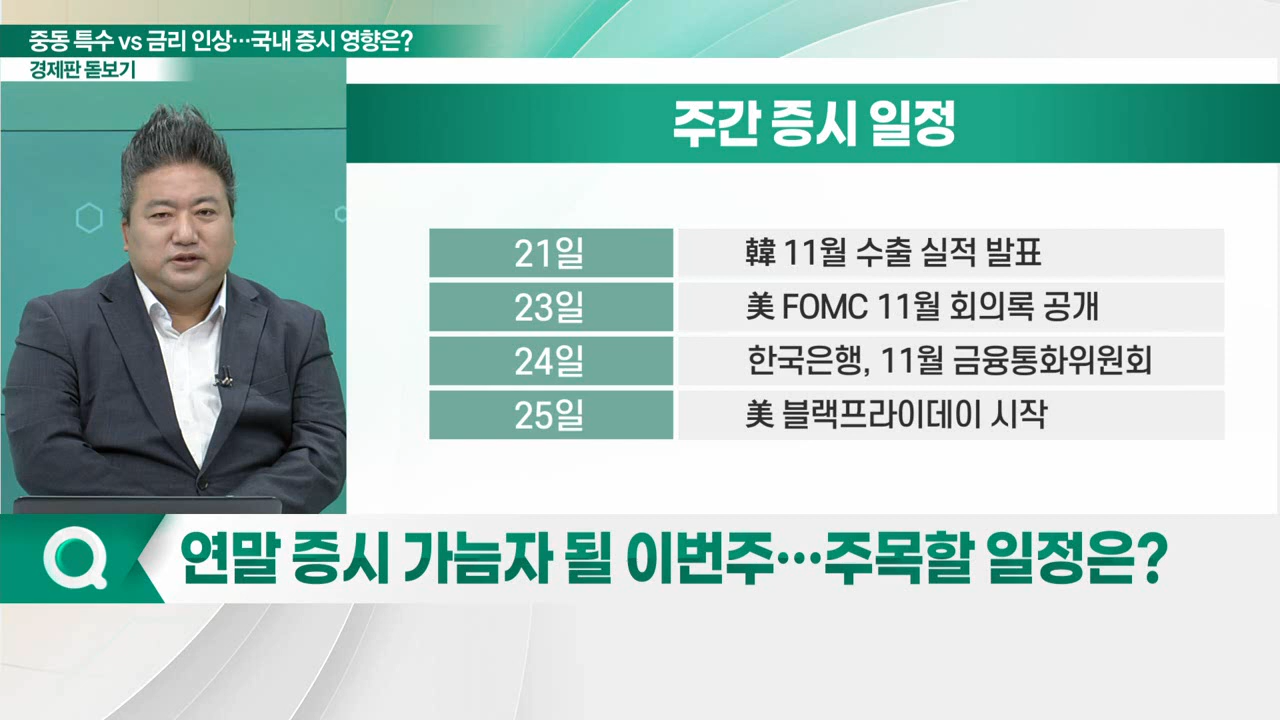 중동 특수 vs 금리 인상…국내 증시 영향은?
경제판 돋보기
주간 증시 일정
21일 韓 11월 수출 실적 발표
23일 美 FOMC 11월 회의록 공개
24일 한국은행, 11월 금융통화위원회
25일 美 블랙프라이데이 시작
Q 연말 증시 가늠자 될 이번주…주목할 일정은?